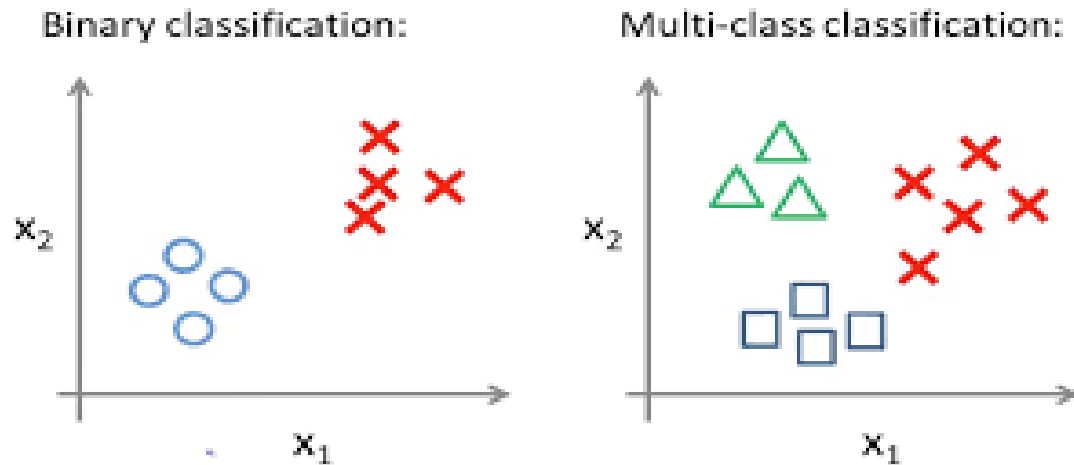 Binary classification:
x₂
x₁
Multi-class classification:
x₂
x₁